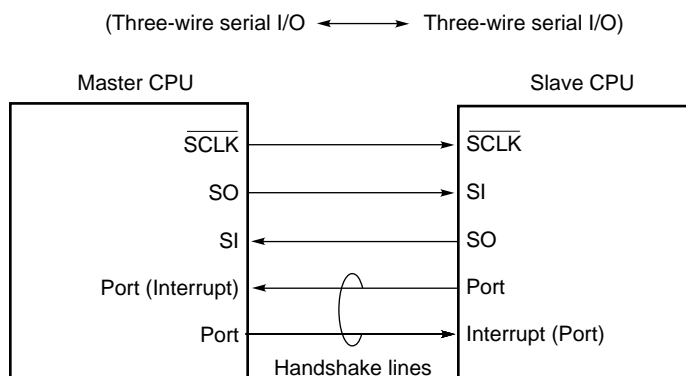 (Three-wire serial I/O Three-wire serial I/O)
Master CPU Slave CPU
SCLK SCLK
SO SI
SI SO
Port (Interrupt) Port
Port Interrupt (Port)
Handshake lines